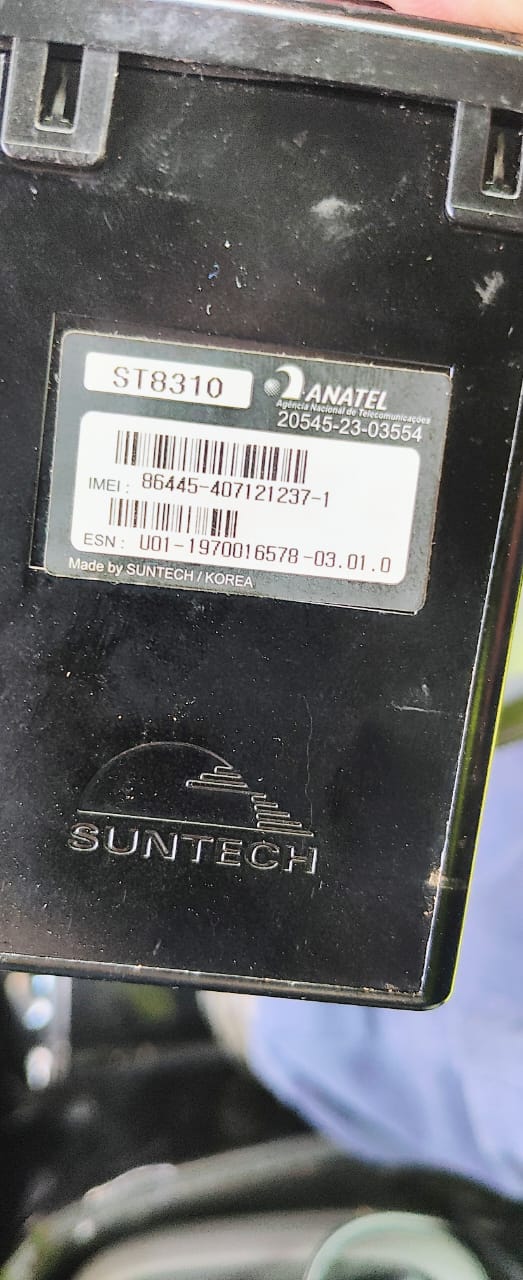 ST8310
ANATEL
Agência Nacional de Telecomunicações
20545-23-03554
IMEI: 86445-407121237-1
ESN: U01-1970016578-03.01.0
Made by SUNTECH / KOREA
SUNTECH